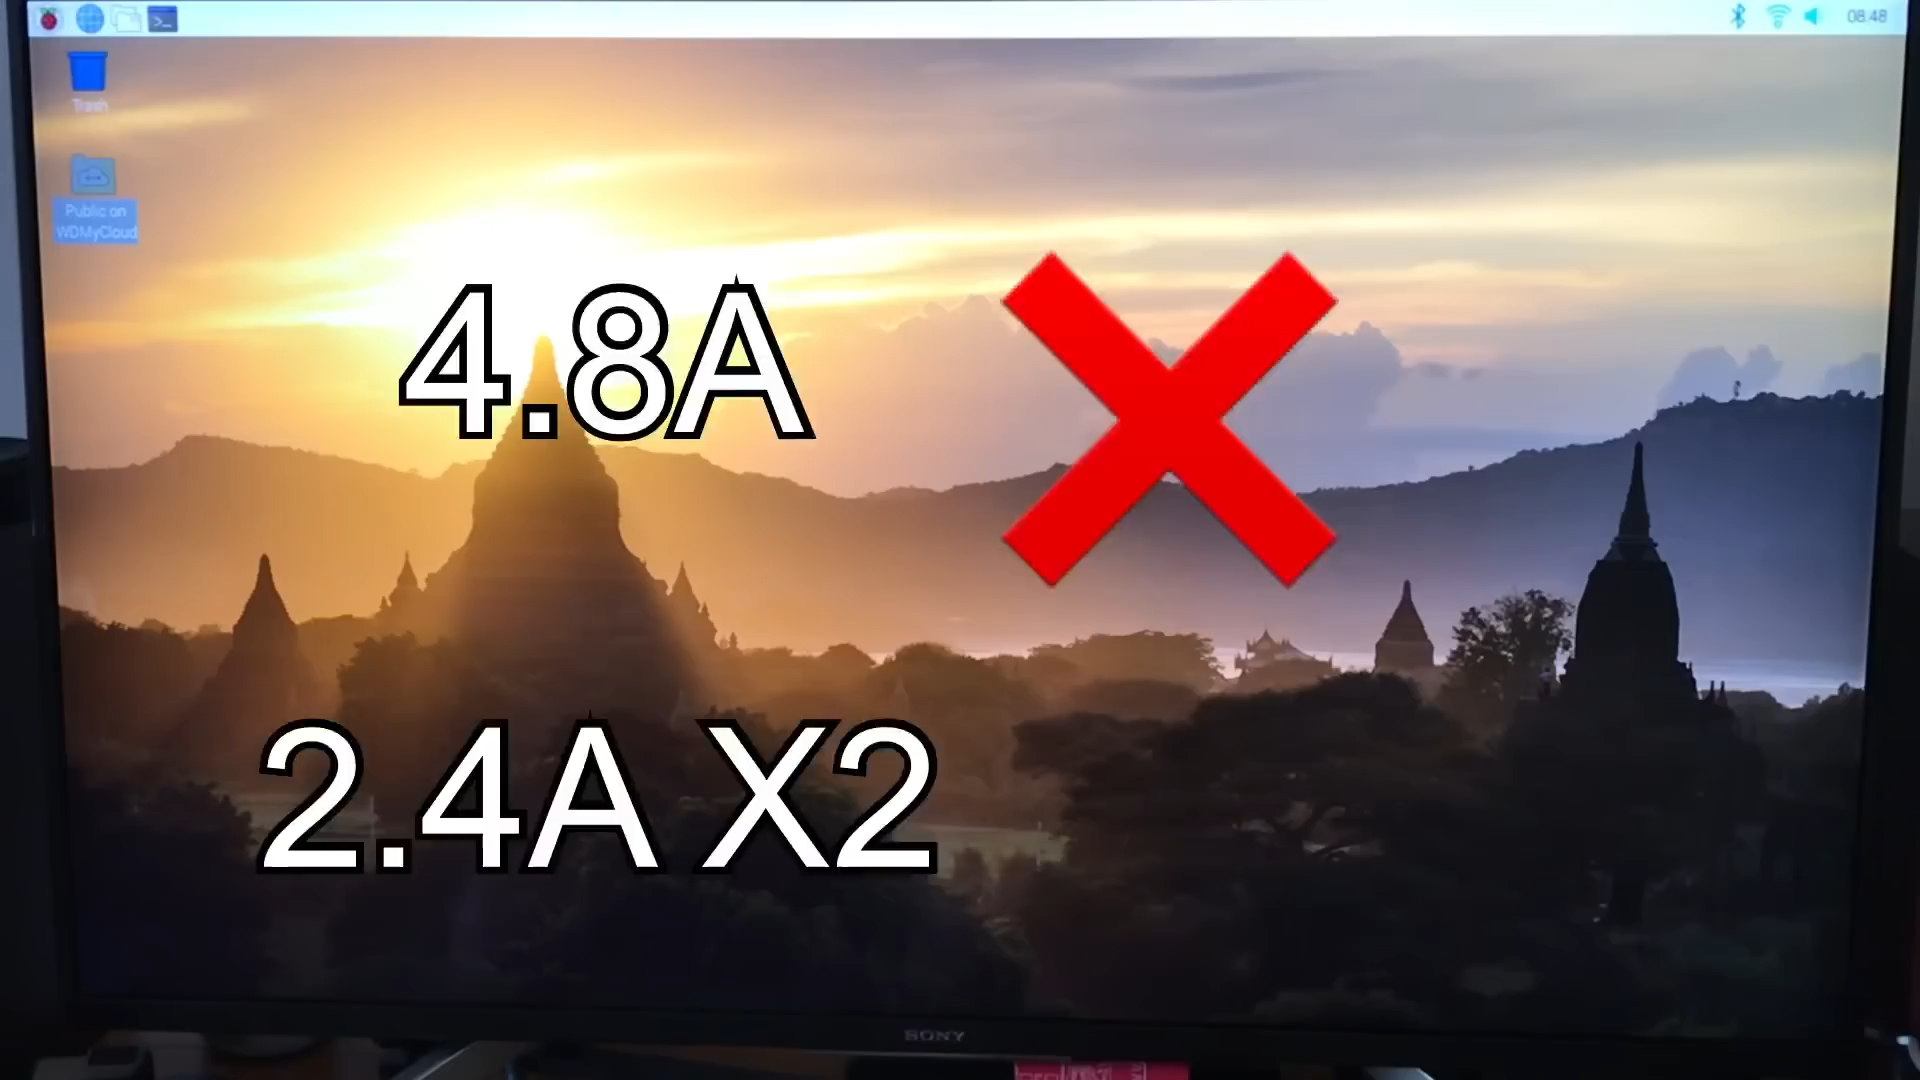 08:48
Trash
Public on
WDMyCloud
4.8A
2.4A X2
SONY